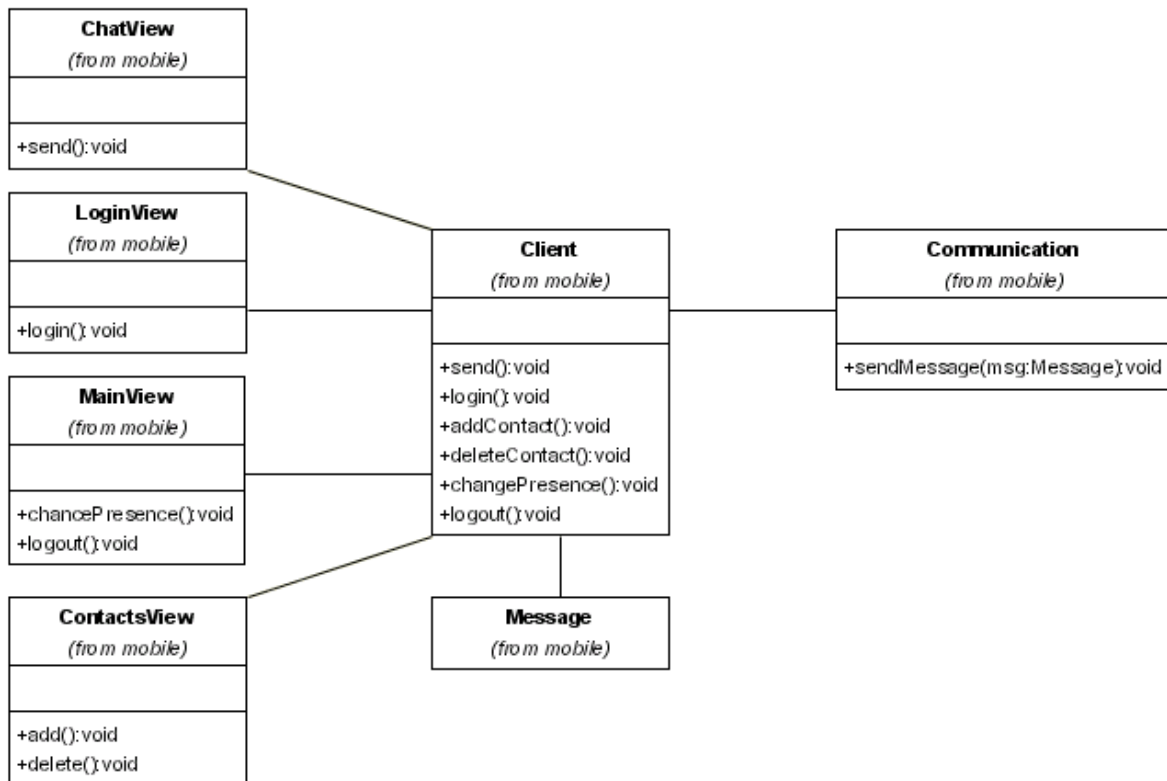 ChatView
(from mobile)
+send():void
LoginView
(from mobile)
+login():void
MainView
(from mobile)
+chancePresence():void
+logout():void
ContactsView
(from mobile)
+add():void
+delete():void
Client
(from mobile)
+send():void
+login():void
+addContact():void
+deleteContact():void
+changePresence():void
+logout():void
Message
(from mobile)
Communication
(from mobile)
+sendMessage(msg:Message):void